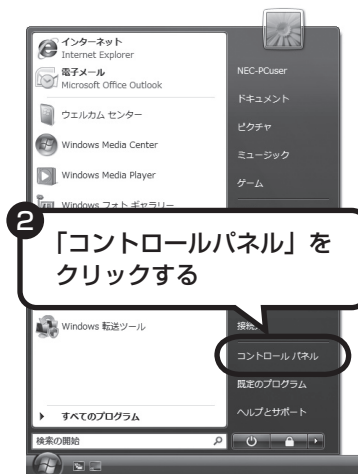 インターネット
Internet Explorer
電子メール
Microsoft Office Outlook
ウェルカム センター
Windows Media Center
Windows Media Player
Windows フォト ギャラリー
Windows 転送ツール
すべてのプログラム
検索の開始
NEC-PCuser
ドキュメント
ピクチャ
ミュージック
ゲーム
2
「コントロールパネル」を
クリックする
接続
コントロール パネル
既定のプログラム
ヘルプとサポート